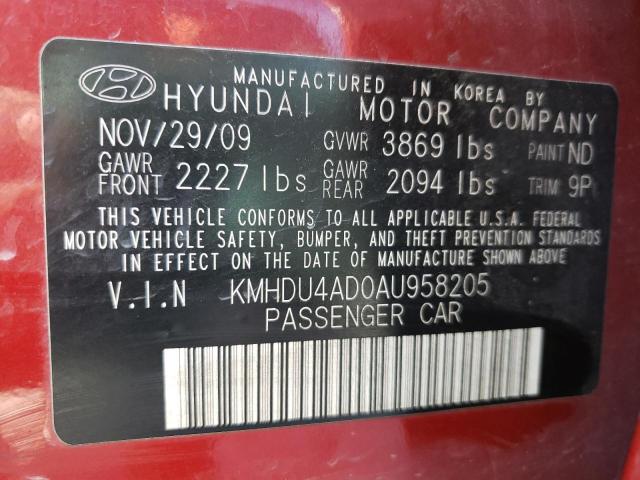 MANUFACTURED IN KOREA BY
HYUNDAI MOTOR COMPANY
NOV/29/09 GVWR 3869 lbs PAINT ND
GAWR FRONT 2227 lbs GAWR REAR 2094 lbs TRIM 9P
THIS VEHICLE CONFORMS TO ALL APPLICABLE U.S.A. FEDERAL
MOTOR VEHICLE SAFETY, BUMPER, AND THEFT PREVENTION STANDARDS
IN EFFECT ON THE DATE OF MANUFACTURE SHOWN ABOVE
V.I.N KMHDU4AD0AU958205
PASSENGER CAR